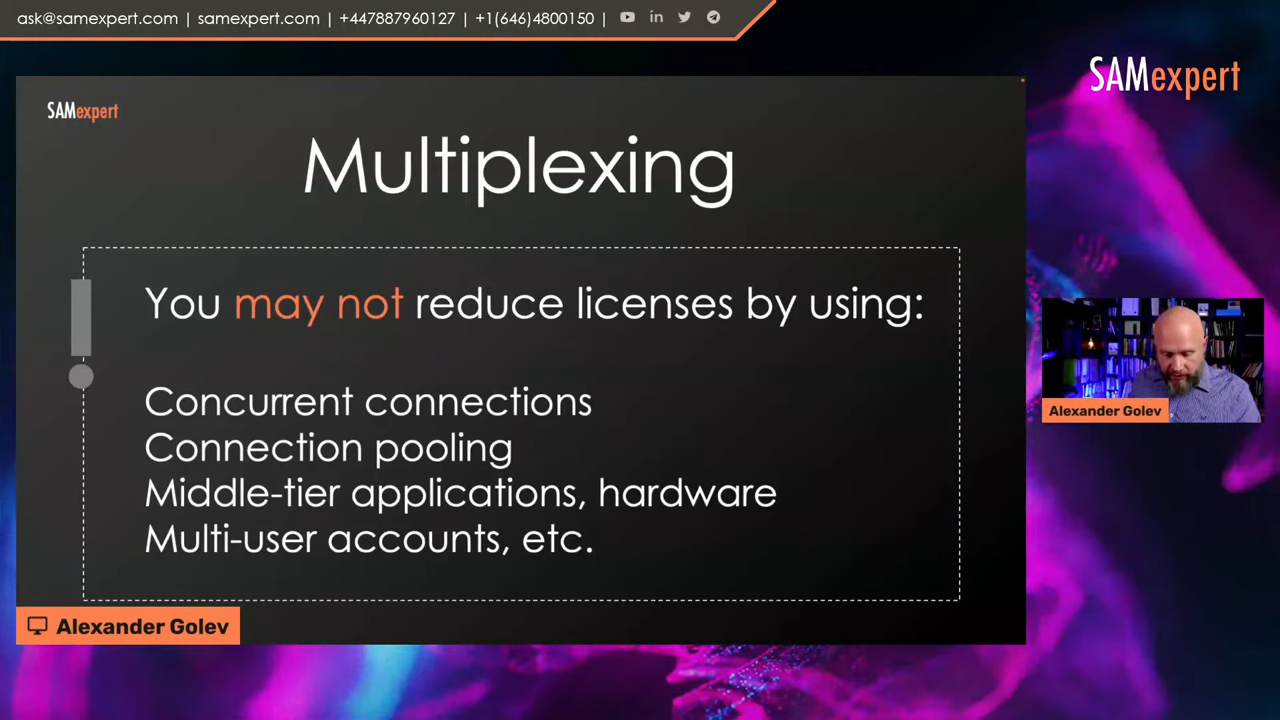 ask@samexpert.com | samexpert.com | +447887960127 | +1(646)4800150 |
SAMexpert
SAMexpert
Multiplexing
You may not reduce licenses by using:
Concurrent connections
Connection pooling
Middle-tier applications, hardware
Multi-user accounts, etc.
Alexander Golev
Alexander Golev